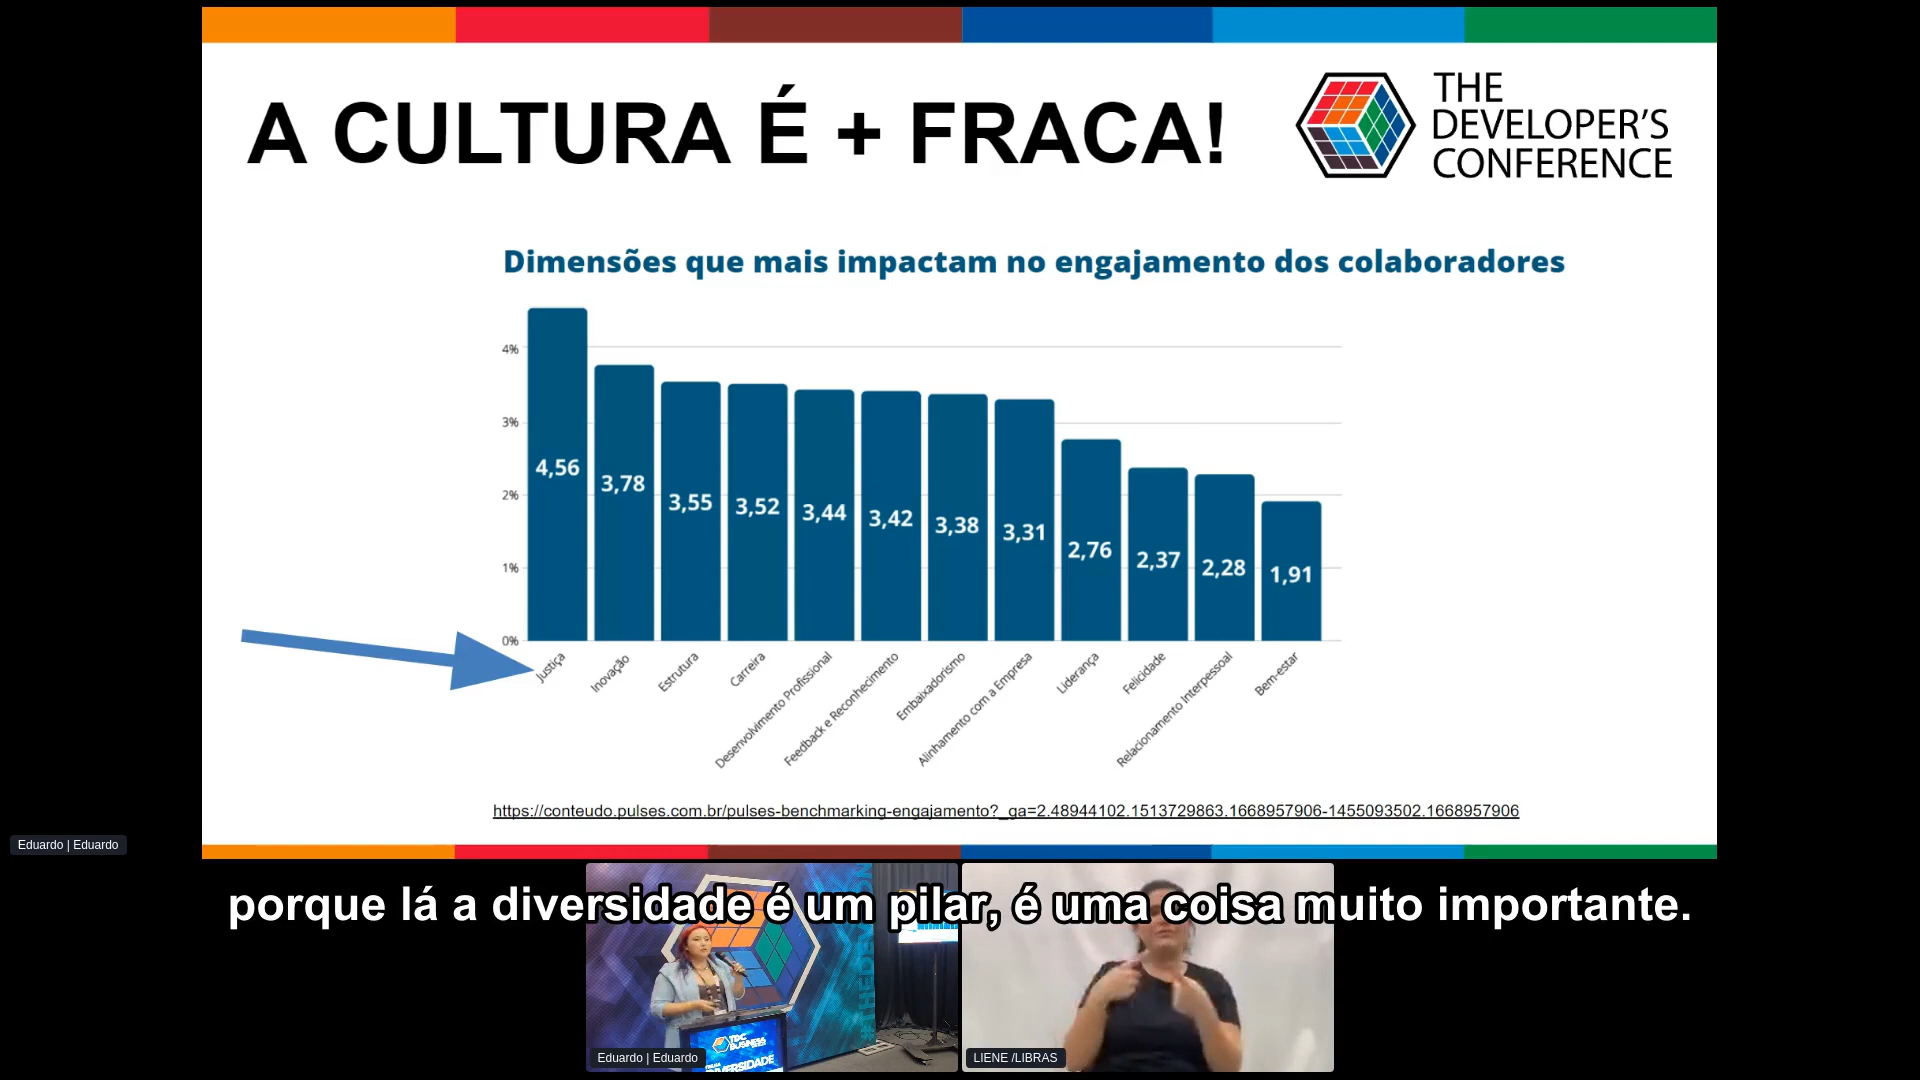 A CULTURA É + FRACA!
THE
DEVELOPER'S
CONFERENCE
Dimensões que mais impactam no engajamento dos colaboradores
4%
3%
2%
1%
0%
4,56
3,78
3,55
3,52
3,44
3,42
3,38
3,31
2,76
2,37
2,28
1,91
Justiça
Inovação
Estrutura
Carreira
Desenvolvimento Profissional
Feedback e Reconhecimento
Embaixadorismo
Alinhamento com a Empresa
Liderança
Felicidade
Relacionamento Interpessoal
Bem-estar
https://conteudo.pulses.com.br/pulses-benchmarking-engajamento?_ga=2.48944102.1513729863.1668957906-1455093502.1668957906
Eduardo | Eduardo
porque lá a diversidade é um pilar, é uma coisa muito importante.
TDC
BUSINESS
DIVERSIDADE
Eduardo | Eduardo
LIENE /LIBRAS